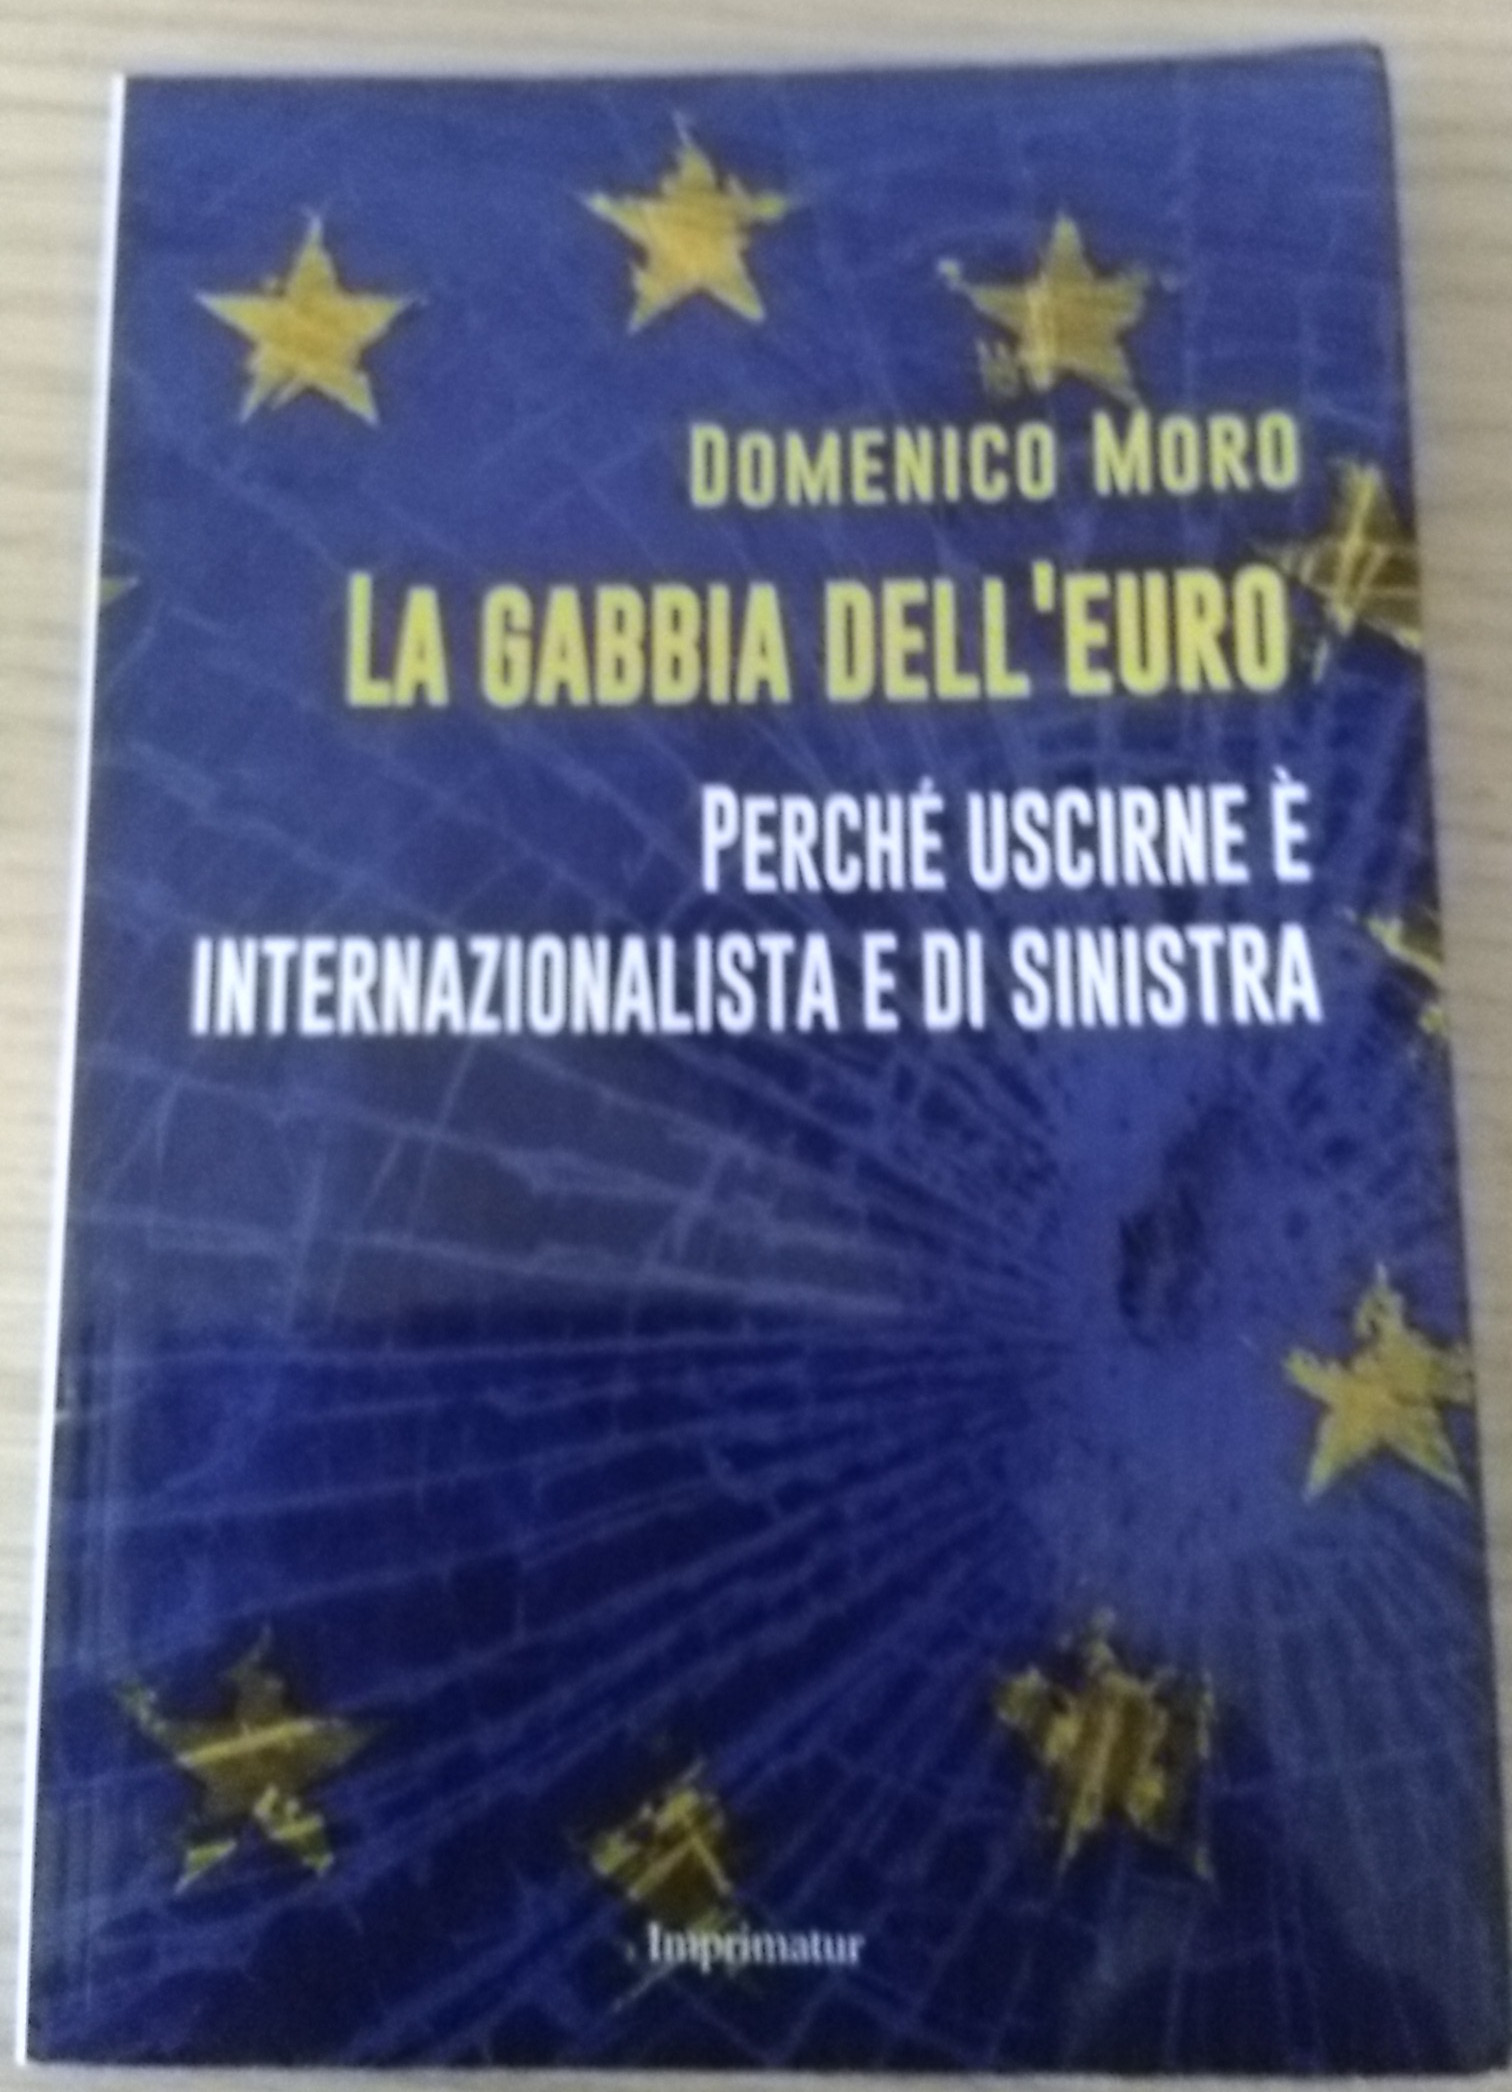 DOMENICO MORO
LA GABBIA DELL'EURO
PERCHÉ USCIRNE È
INTERNAZIONALISTA E DI SINISTRA
Imprimatur